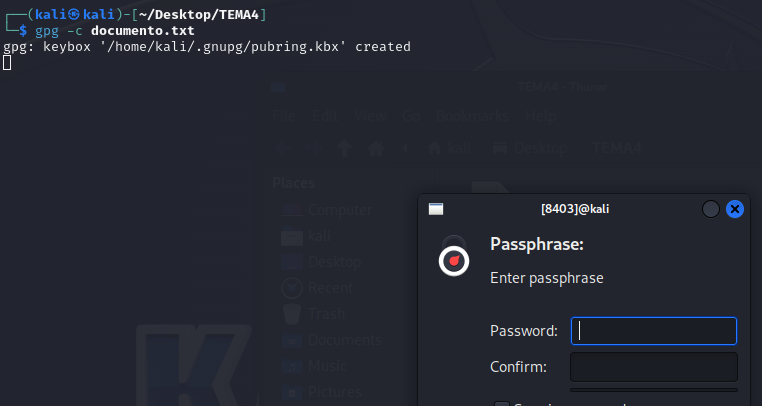 ┌──(kali㉿kali)-[~/Desktop/TEMA4]
└─$ gpg -c documento.txt
gpg: keybox '/home/kali/.gnupg/pubring.kbx' created
TEMA4 - Thunar
File Edit View Go Bookmarks Help
kali Desktop TEMA4
Places
Computer
kali
Desktop
Recent
Trash
Documents
Music
Pictures
[8403]@kali
Passphrase:
Enter passphrase
Password:
Confirm: